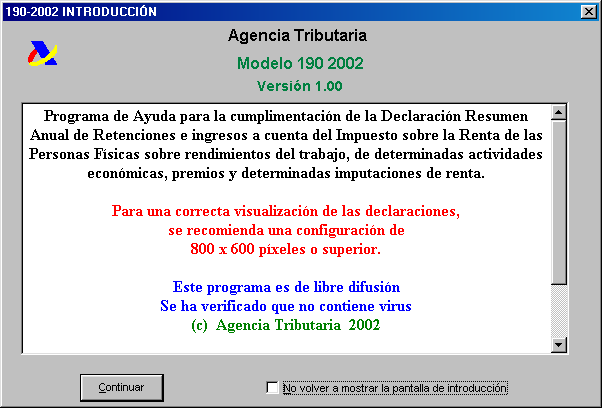 190-2002 INTRODUCCIÓN
Agencia Tributaria
Modelo 190 2002
Versión 1.00
Programa de Ayuda para la cumplimentación de la Declaración Resumen
Anual de Retenciones e ingresos a cuenta del Impuesto sobre la Renta de las
Personas Físicas sobre rendimientos del trabajo, de determinadas actividades
económicas, premios y determinadas imputaciones de renta.
Para una correcta visualización de las declaraciones,
se recomienda una configuración de
800 x 600 píxeles o superior.
Este programa es de libre difusión
Se ha verificado que no contiene virus
(c) Agencia Tributaria 2002
Continuar
No volver a mostrar la pantalla de introducción